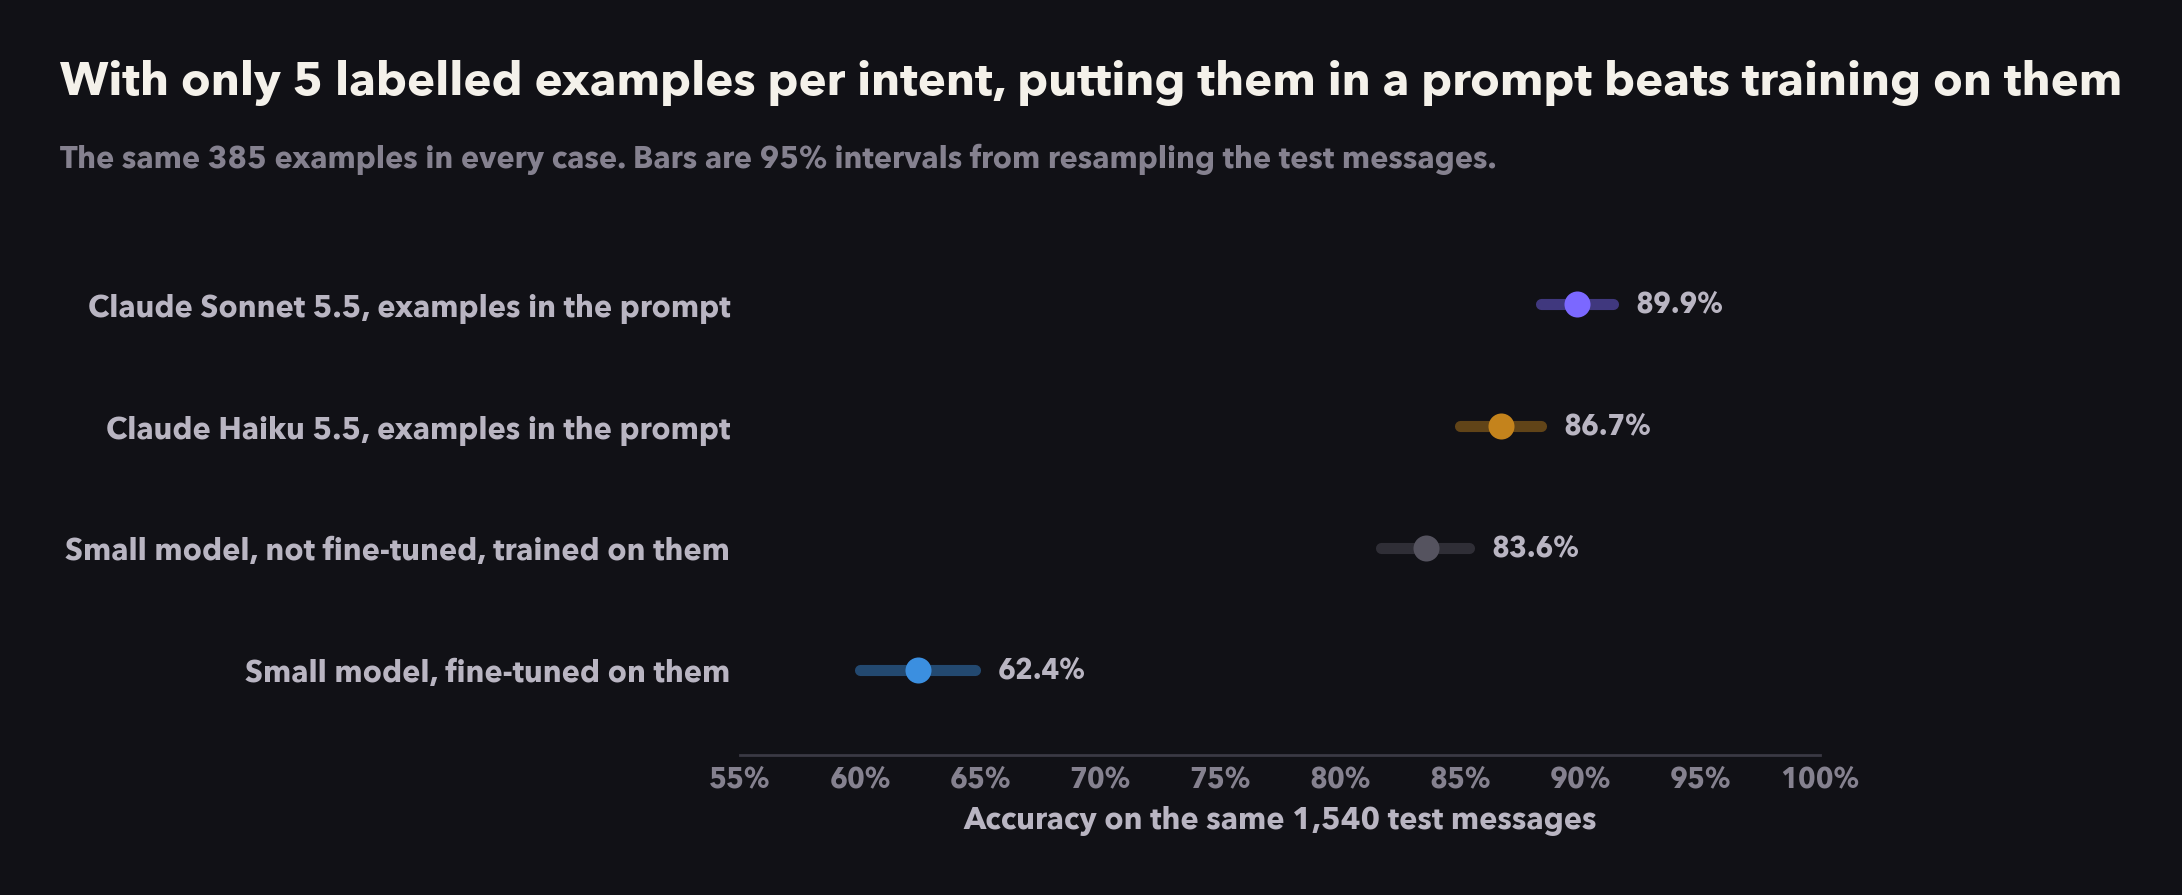 With only 5 labelled examples per intent, putting them in a prompt beats training on them
The same 385 examples in every case. Bars are 95% intervals from resampling the test messages.
Claude Sonnet 5.5, examples in the prompt
89.9%
Claude Haiku 5.5, examples in the prompt
86.7%
Small model, not fine-tuned, trained on them
83.6%
Small model, fine-tuned on them
62.4%
55% 60% 65% 70% 75% 80% 85% 90% 95% 100%
Accuracy on the same 1,540 test messages